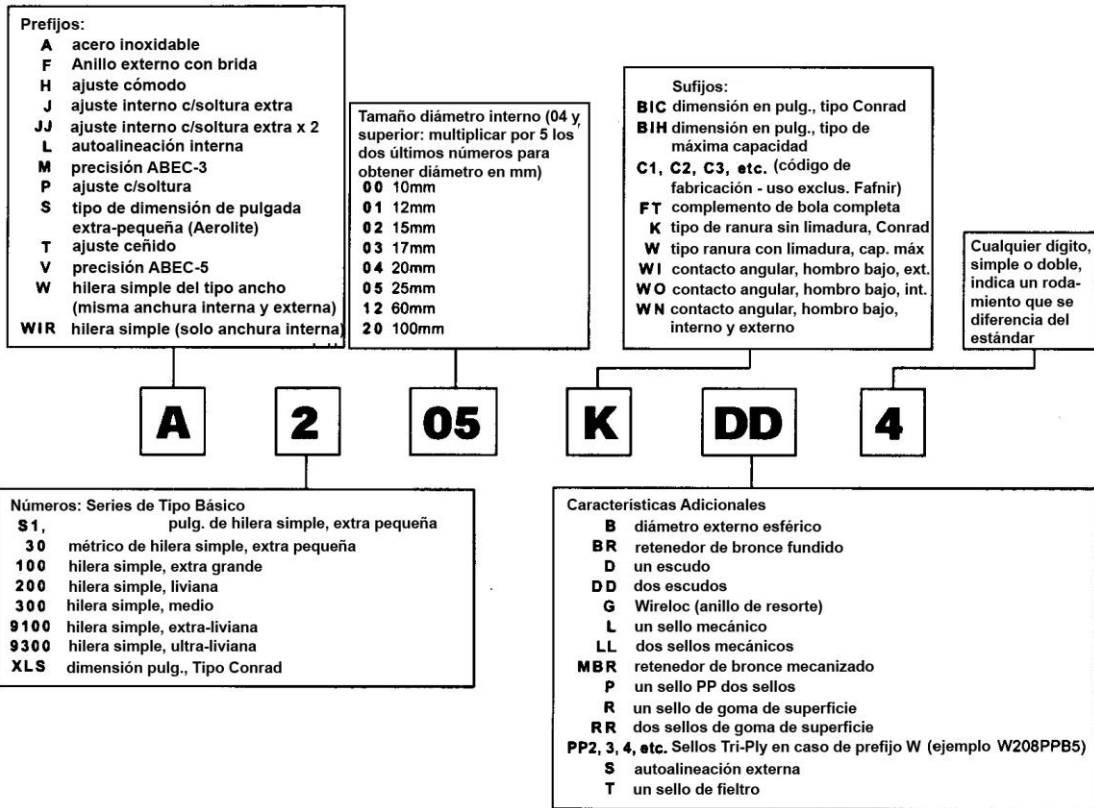 Prefijos:
A acero inoxidable
F Anillo externo con brida
H ajuste cómodo
J ajuste interno c/soltura extra
JJ ajuste interno c/soltura extra x 2
L autoalineación interna
M precisión ABEC-3
P ajuste c/soltura
S tipo de dimensión de pulgada
extra-pequeña (Aerolite)
T ajuste ceñido
V precisión ABEC-5
W hilera simple del tipo ancho
(misma anchura interna y externa)
WIR hilera simple (solo anchura interna)
Tamaño diámetro interno (04 y
superior: multiplicar por 5 los
dos últimos números para
obtener diámetro en mm)
00 10mm
01 12mm
02 15mm
03 17mm
04 20mm
05 25mm
12 60mm
20 100mm
Sufijos:
BIC dimensión en pulg., tipo Conrad
BIH dimensión en pulg., tipo de
máxima capacidad
C1, C2, C3, etc. (código de
fabricación - uso exclus. Fafnir)
FT complemento de bola completa
K tipo de ranura sin limadura, Conrad
W tipo ranura con limadura, cap. máx
WI contacto angular, hombro bajo, ext.
WO contacto angular, hombro bajo, int.
WN contacto angular, hombro bajo,
interno y externo
Cualquier dígito,
simple o doble,
indica un roda-
miento que se
diferencia del
estándar
A 2 05 K DD 4
Números: Series de Tipo Básico
S1, pulg. de hilera simple, extra pequeña
30 métrico de hilera simple, extra pequeña
100 hilera simple, extra grande
200 hilera simple, liviana
300 hilera simple, medio
9100 hilera simple, extra-liviana
9300 hilera simple, ultra-liviana
XLS dimensión pulg., Tipo Conrad
Características Adicionales
B diámetro externo esférico
BR retenedor de bronce fundido
D un escudo
DD dos escudos
G Wireloc (anillo de resorte)
L un sello mecánico
LL dos sellos mecánicos
MBR retenedor de bronce mecanizado
P un sello PP dos sellos
R un sello de goma de superficie
RR dos sellos de goma de superficie
PP2, 3, 4, etc. Sellos Tri-Ply en caso de prefijo W (ejemplo W208PPB5)
S autoalineación externa
T un sello de fieltro